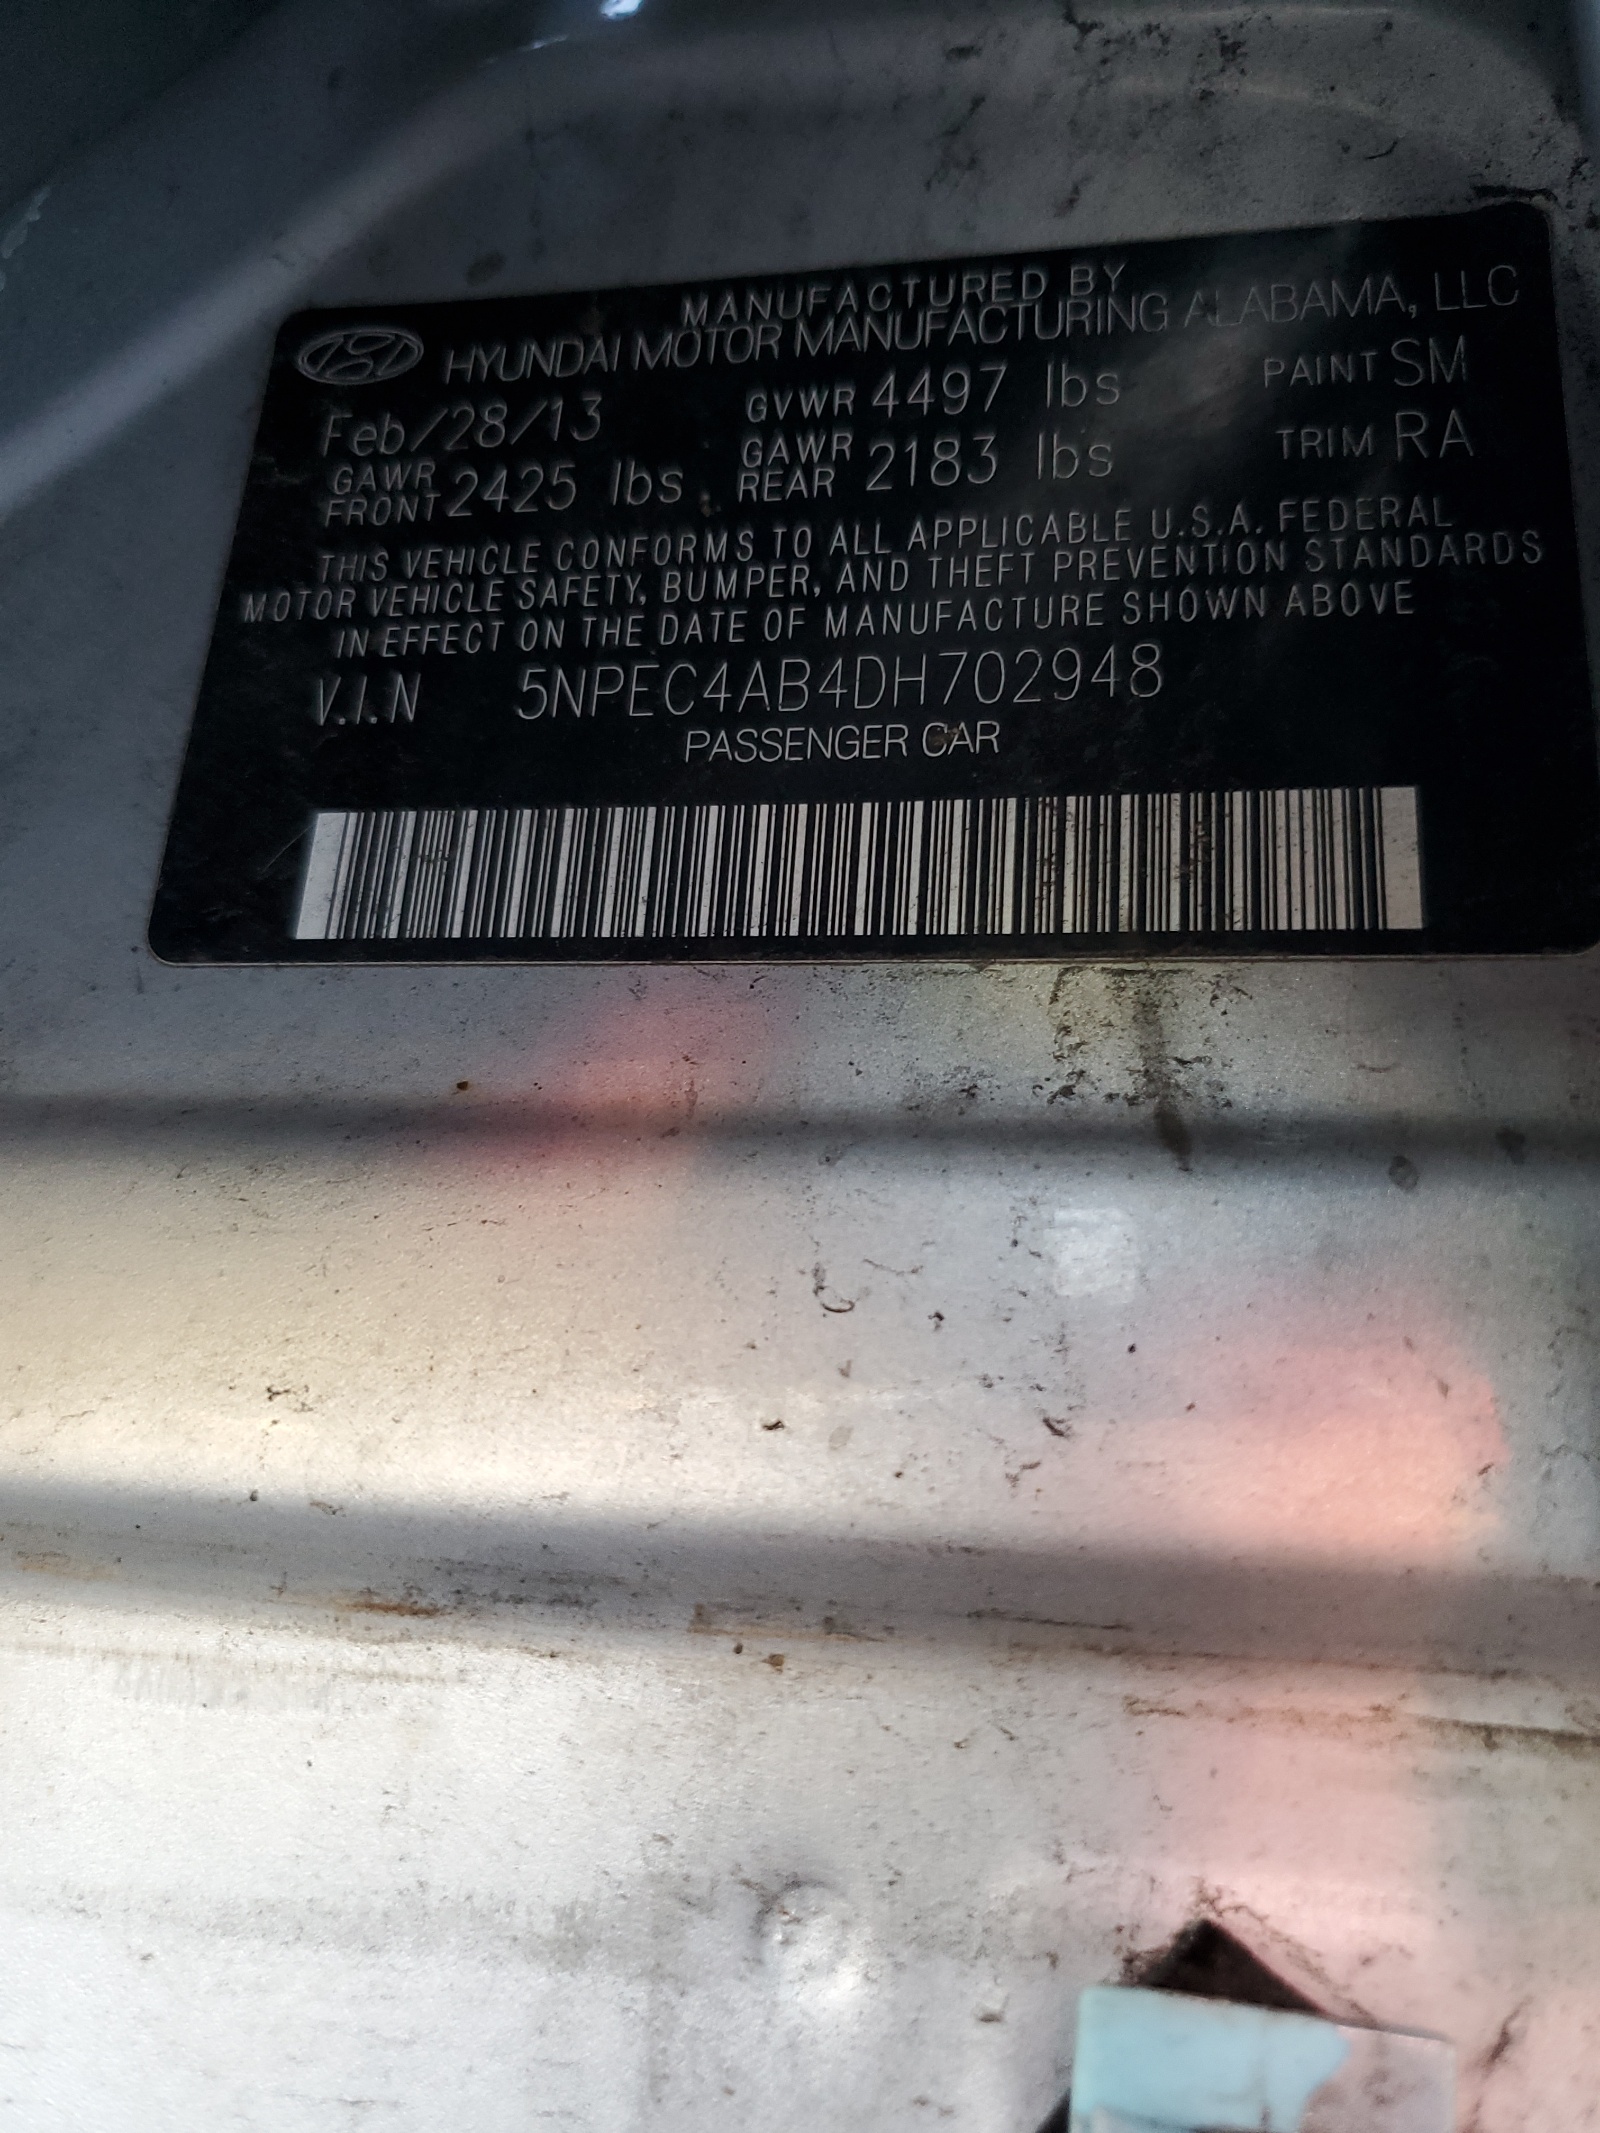 MANUFACTURED BY
HYUNDAI MOTOR MANUFACTURING ALABAMA, LLC
Feb/28/13 GVWR 4497 lbs PAINT SM
GAWR FRONT 2425 lbs GAWR REAR 2183 lbs TRIM RA
THIS VEHICLE CONFORMS TO ALL APPLICABLE U.S.A. FEDERAL
MOTOR VEHICLE SAFETY, BUMPER, AND THEFT PREVENTION STANDARDS
IN EFFECT ON THE DATE OF MANUFACTURE SHOWN ABOVE
V.I.N 5NPEC4AB4DH702948
PASSENGER CAR